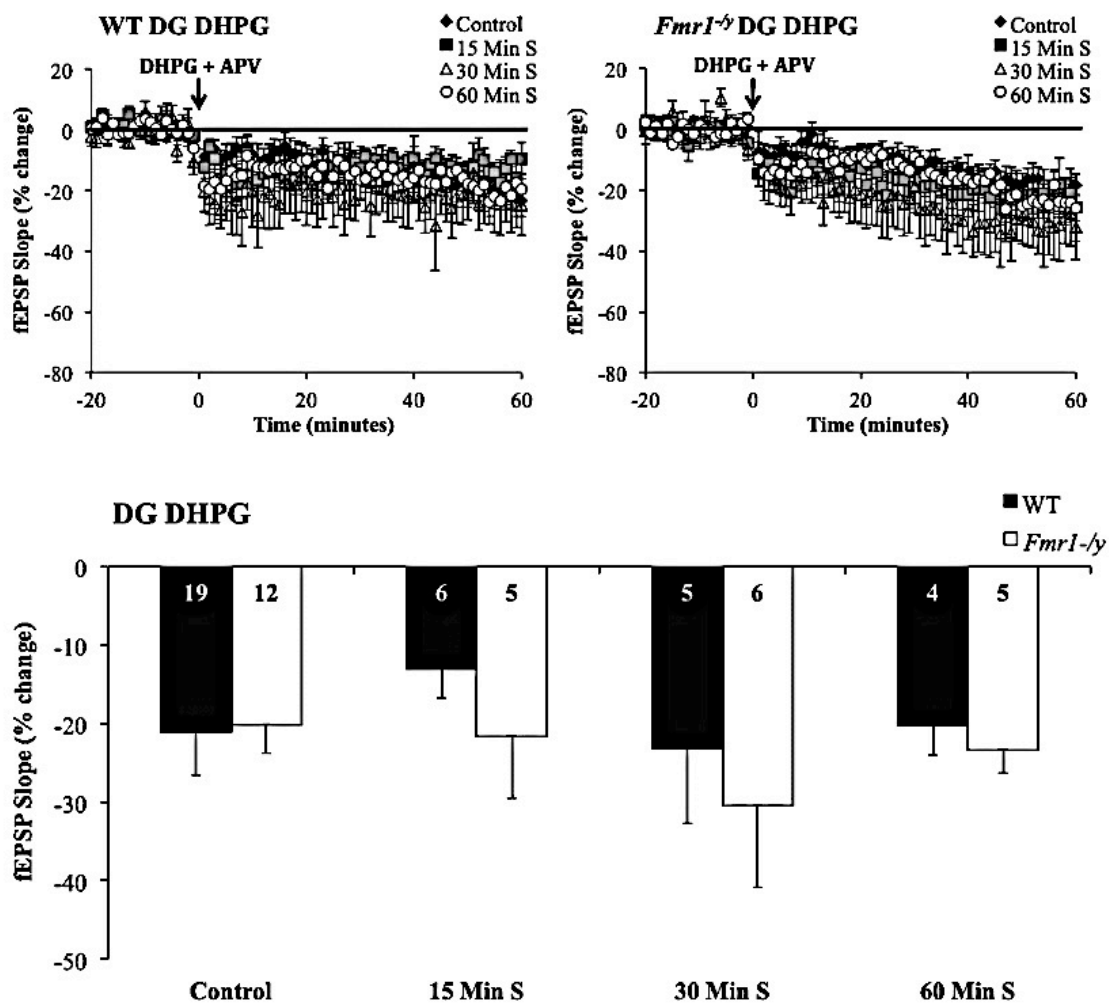 WT DG DHPG
◆Control
■15 Min S
△30 Min S
○60 Min S
DHPG + APV
20
0
-20
-40
-60
-80
fEPSP Slope (% change)
-20 0 20 40 60
Time (minutes)
Fmr1-/y DG DHPG
◆Control
■15 Min S
△30 Min S
○60 Min S
DHPG + APV
20
0
-20
-40
-60
-80
fEPSP Slope (% change)
-20 0 20 40 60
Time (minutes)
DG DHPG
■WT
□Fmr1-/y
0
-10
-20
-30
-40
-50
fEPSP Slope (% change)
19 12 6 5 5 6 4 5
Control 15 Min S 30 Min S 60 Min S